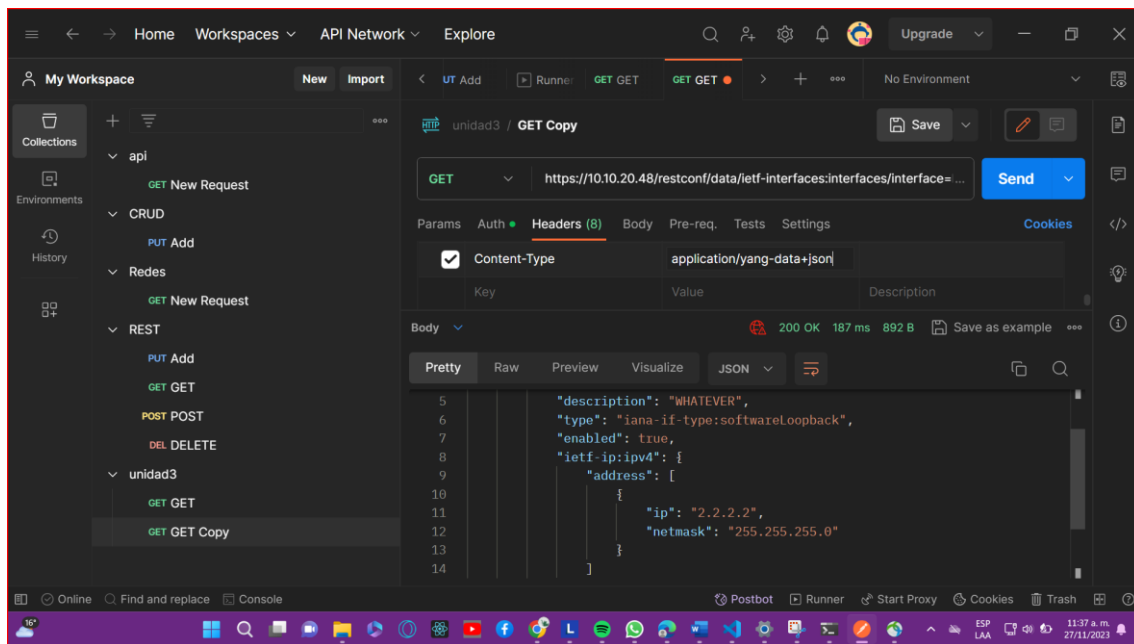 Home Workspaces API Network Explore Upgrade
My Workspace New Import UT Add Runner GET GET GET GET No Environment
Collections
Environments
History
api
GET New Request
CRUD
PUT Add
Redes
GET New Request
REST
PUT Add
GET GET
POST POST
DEL DELETE
unidad3
GET GET
GET GET Copy
HTTP unidad3 / GET Copy Save
GET https://10.10.20.48/restconf/data/ietf-interfaces:interfaces/interface= Send
Params Auth Headers (8) Body Pre-req. Tests Settings Cookies
Content-Type application/yang-data+json
Key Value Description
Body 200 OK 187 ms 892 B Save as example
Pretty Raw Preview Visualize JSON
5 "description": "WHATEVER",
6 "type": "iana-if-type:softwareLoopback",
7 "enabled": true,
8 "ietf-ip:ipv4": {
9 "address": [
10 {
11 "ip": "2.2.2.2",
12 "netmask": "255.255.255.0"
13 }
14 ]
Online Find and replace Console Postbot Runner Start Proxy Cookies Trash
16° ESP LAA 11:37 a. m. 27/11/2023